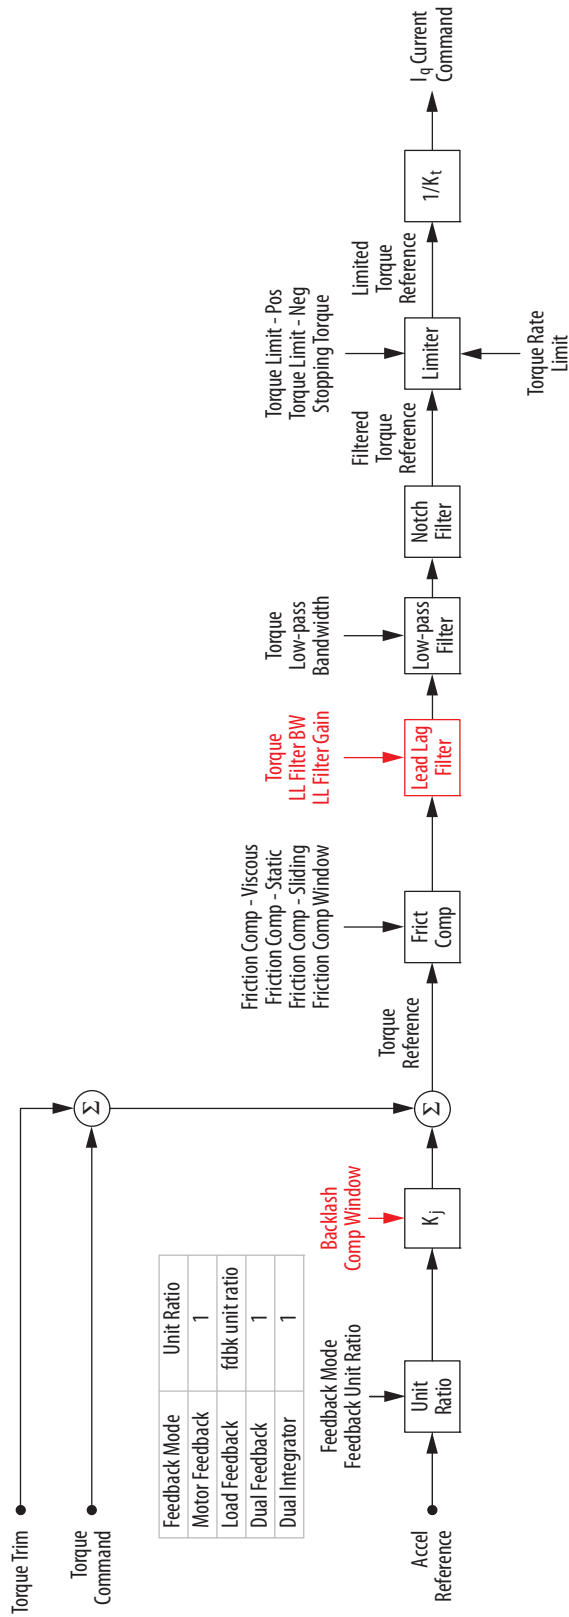 Torque Trim
Torque
Command
Σ
Feedback Mode Unit Ratio
Motor Feedback 1
Load Feedback fdbk unit ratio
Dual Feedback 1
Dual Integrator 1
Accel
Reference
Feedback Mode
Feedback Unit Ratio
Unit
Ratio
Backlash
Comp Window
Kj
Σ
Torque
Reference
Friction Comp - Viscous
Friction Comp - Static
Friction Comp - Sliding
Friction Comp Window
Frict
Comp
Torque
LL Filter BW
LL Filter Gain
Lead Lag
Filter
Torque
Low-pass
Bandwidth
Low-pass
Filter
Notch
Filter
Filtered
Torque
Reference
Torque Limit - Pos
Torque Limit - Neg
Stopping Torque
Limiter
Torque Rate
Limit
Limited
Torque
Reference
1/Kt
Iq Current
Command